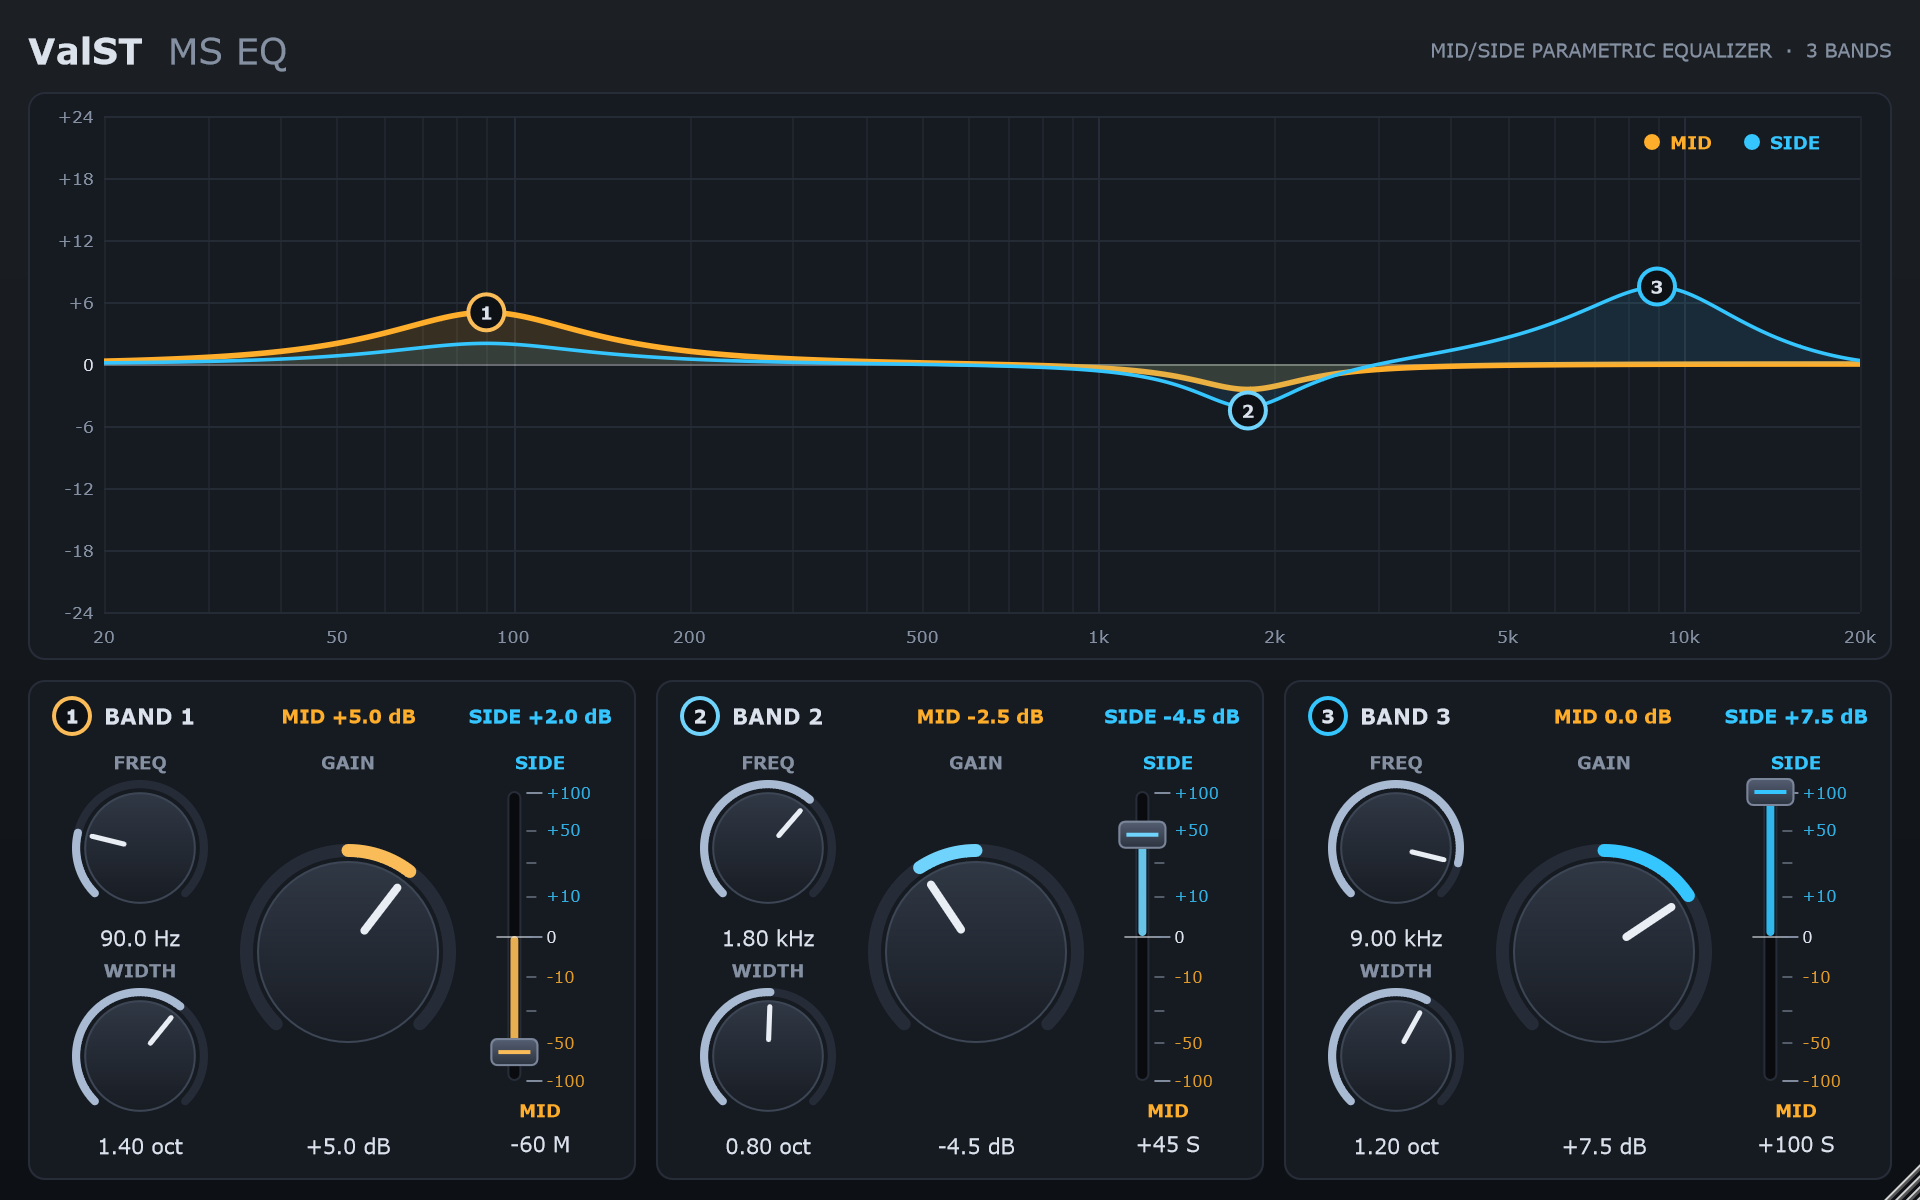 ValST MS EQ
MID/SIDE PARAMETRIC EQUALIZER · 3 BANDS
+24
MID SIDE
+18
+12
+6
0
-6
-12
-18
-24
20 50 100 200 500 1k 2k 5k 10k 20k
1
2
3
1 BAND 1 MID +5.0 dB SIDE +2.0 dB
FREQ GAIN SIDE
+100
+50
+10
0
-10
-50
-100
90.0 Hz
WIDTH
MID
1.40 oct +5.0 dB -60 M
2 BAND 2 MID -2.5 dB SIDE -4.5 dB
FREQ GAIN SIDE
+100
+50
+10
0
-10
-50
-100
1.80 kHz
WIDTH
MID
0.80 oct -4.5 dB +45 S
3 BAND 3 MID 0.0 dB SIDE +7.5 dB
FREQ GAIN SIDE
+100
+50
+10
0
-10
-50
-100
9.00 kHz
WIDTH
MID
1.20 oct +7.5 dB +100 S